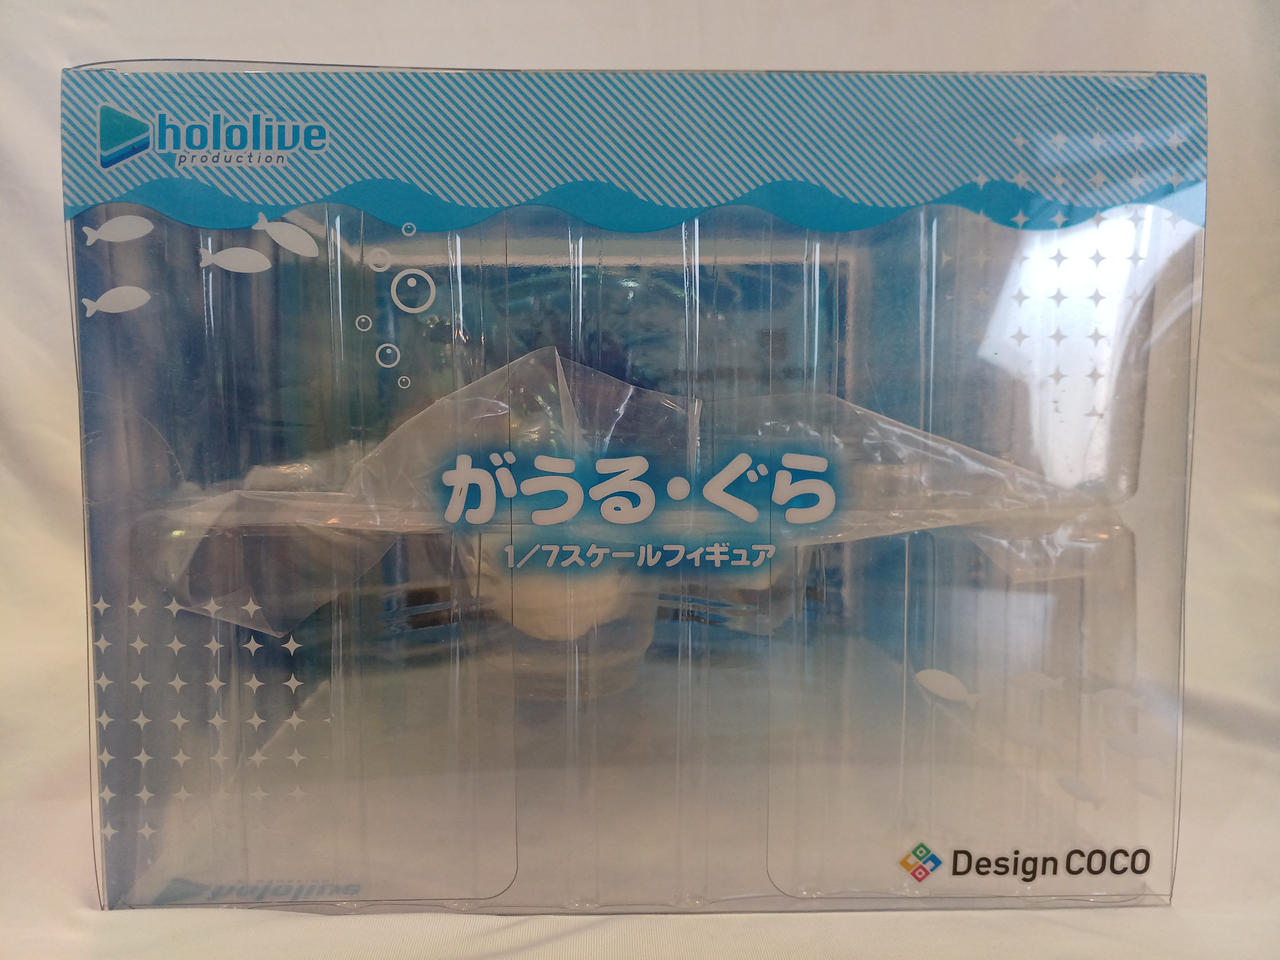 hololive
production
がうる・ぐら
1/7スケールフィギュア
Design COCO
hololive